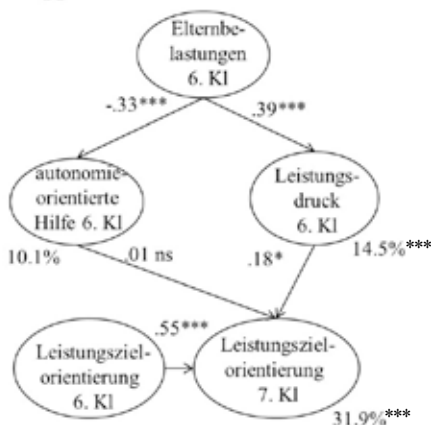 Elternbe-
lastungen
6. Kl
-.33***
.39***
autonomie-
orientierte
Hilfe 6. Kl
Leistungs-
druck
6. Kl
10.1%
.01 ns
.18*
14.5%***
.55***
Leistungsziel-
orientierung
6. Kl
Leistungsziel-
orientierung
7. Kl
31.9%***